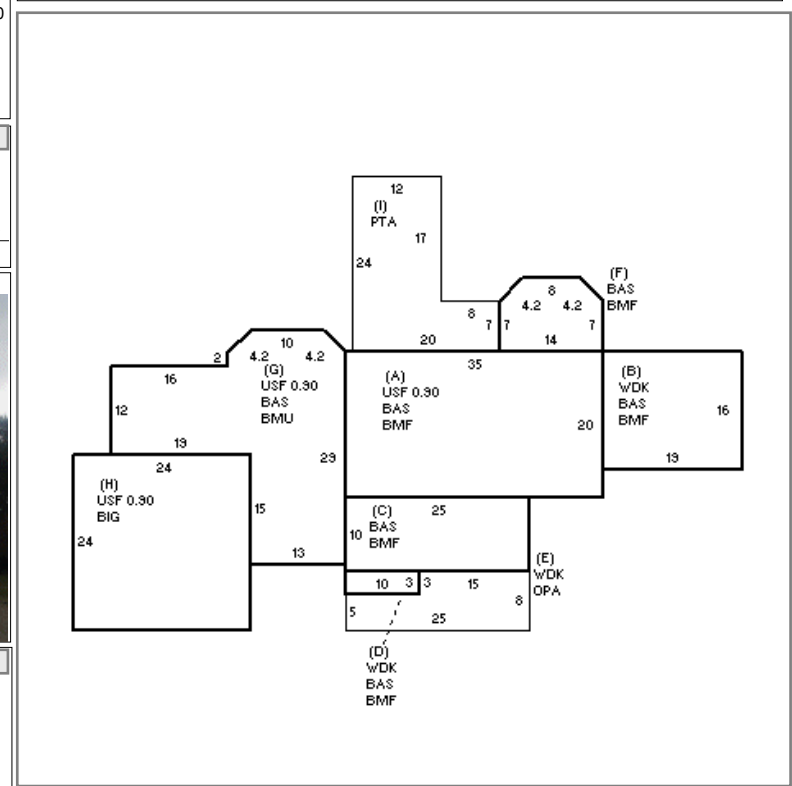 0
12
(I)
PTA
17
24
8
7
20
(F)
BAS
BMF
8
4.2 4.2
7 7
14
10
2 4.2 4.2
(G)
USF 0.90
BAS
BMU
16
12
19
29
15
13
35
(A)
USF 0.90
BAS
BMF
20
(B)
WDK
BAS
BMF
16
19
24
(H)
USF 0.90
BIG
24
(C)
BAS
BMF
25
10
(E)
WDK
OPA
10 3 3 15
8
5
25
(D)
WDK
BAS
BMF